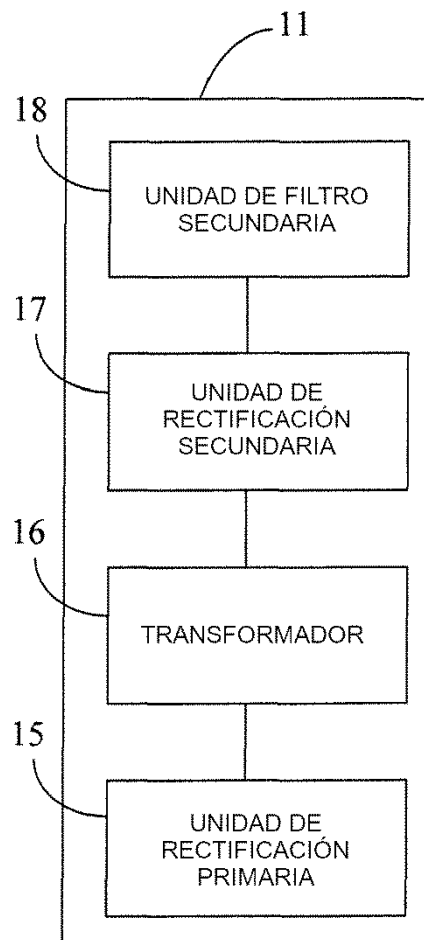 11
18
UNIDAD DE FILTRO
SECUNDARIA
17
UNIDAD DE
RECTIFICACIÓN
SECUNDARIA
16
TRANSFORMADOR
15
UNIDAD DE
RECTIFICACIÓN
PRIMARIA